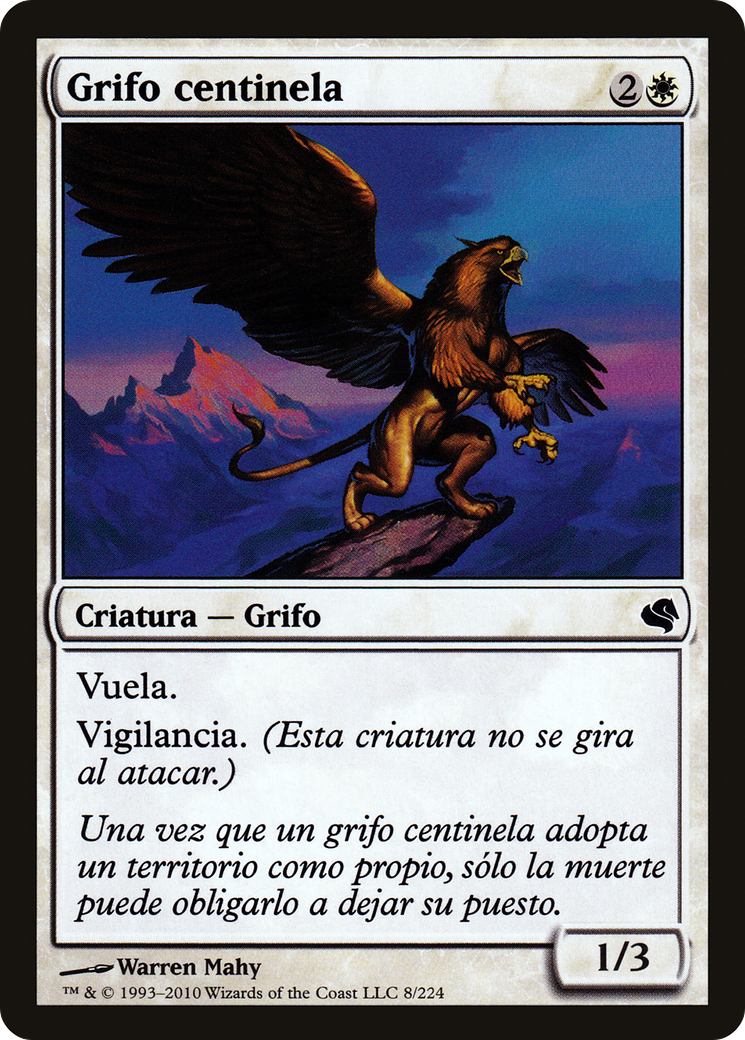 Grifo centinela 2
Criatura — Grifo
Vuela.
Vigilancia. (Esta criatura no se gira
al atacar.)
Una vez que un grifo centinela adopta
un territorio como propio, sólo la muerte
puede obligarlo a dejar su puesto.
1/3
Warren Mahy
™ & © 1993–2010 Wizards of the Coast LLC 8/224